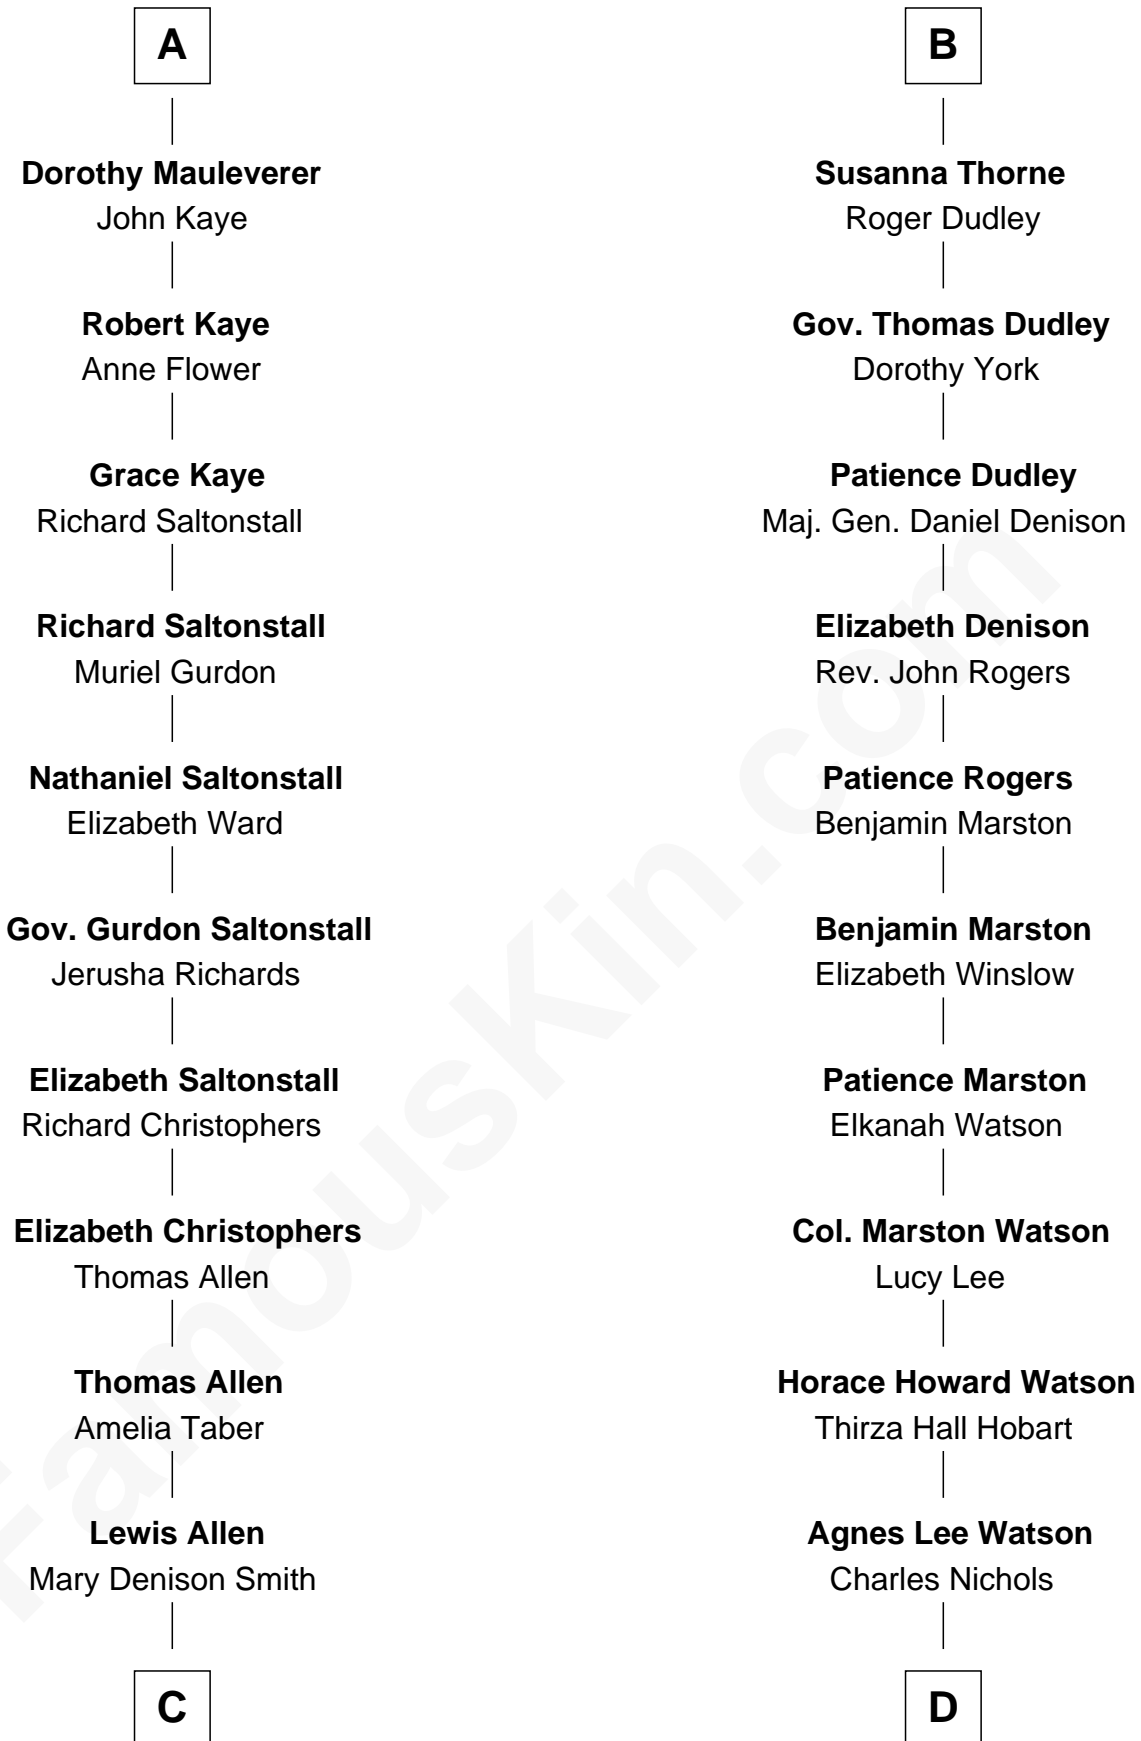 A
Dorothy Mauleverer
John Kaye
Robert Kaye
Anne Flower
Grace Kaye
Richard Saltonstall
Richard Saltonstall
Muriel Gurdon
Nathaniel Saltonstall
Elizabeth Ward
Gov. Gurdon Saltonstall
Jerusha Richards
Elizabeth Saltonstall
Richard Christophers
Elizabeth Christophers
Thomas Allen
Thomas Allen
Amelia Taber
Lewis Allen
Mary Denison Smith
C
B
Susanna Thorne
Roger Dudley
Gov. Thomas Dudley
Dorothy York
Patience Dudley
Maj. Gen. Daniel Denison
Elizabeth Denison
Rev. John Rogers
Patience Rogers
Benjamin Marston
Benjamin Marston
Elizabeth Winslow
Patience Marston
Elkanah Watson
Col. Marston Watson
Lucy Lee
Horace Howard Watson
Thirza Hall Hobart
Agnes Lee Watson
Charles Nichols
D
FamousKin.com